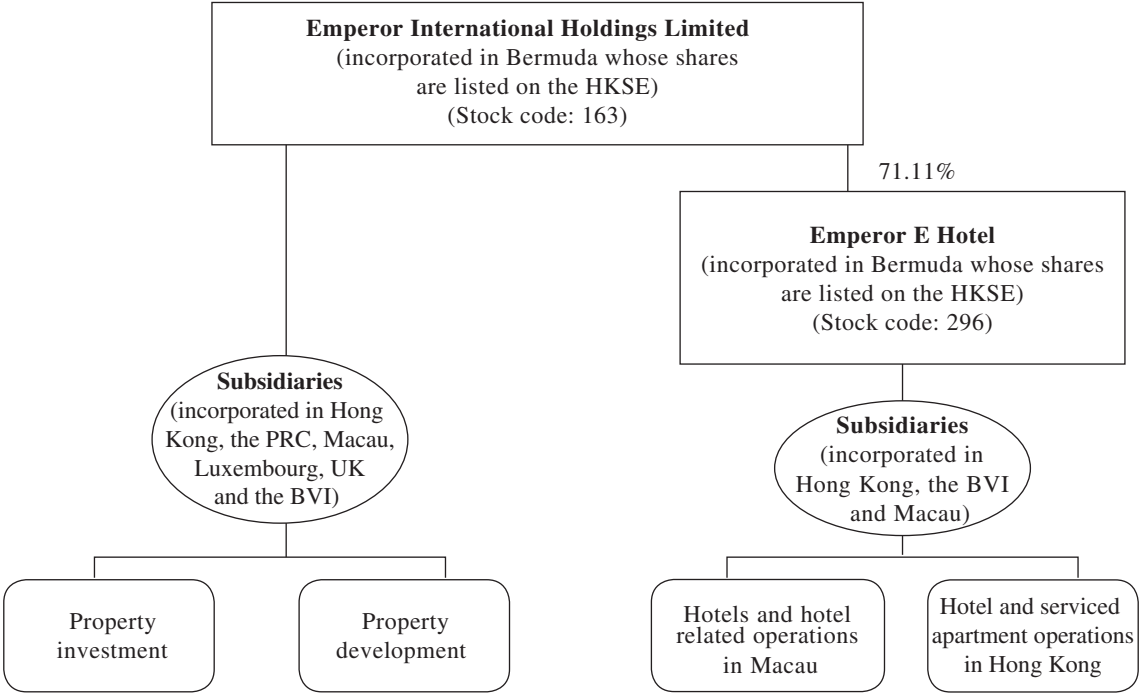 Emperor International Holdings Limited
(incorporated in Bermuda whose shares
are listed on the HKSE)
(Stock code: 163)
71.11%
Emperor E Hotel
(incorporated in Bermuda whose shares
are listed on the HKSE)
(Stock code: 296)
Subsidiaries
(incorporated in Hong
Kong, the PRC, Macau,
Luxembourg, UK
and the BVI)
Subsidiaries
(incorporated in
Hong Kong, the BVI
and Macau)
Property
investment
Property
development
Hotels and hotel
related operations
in Macau
Hotel and serviced
apartment operations
in Hong Kong